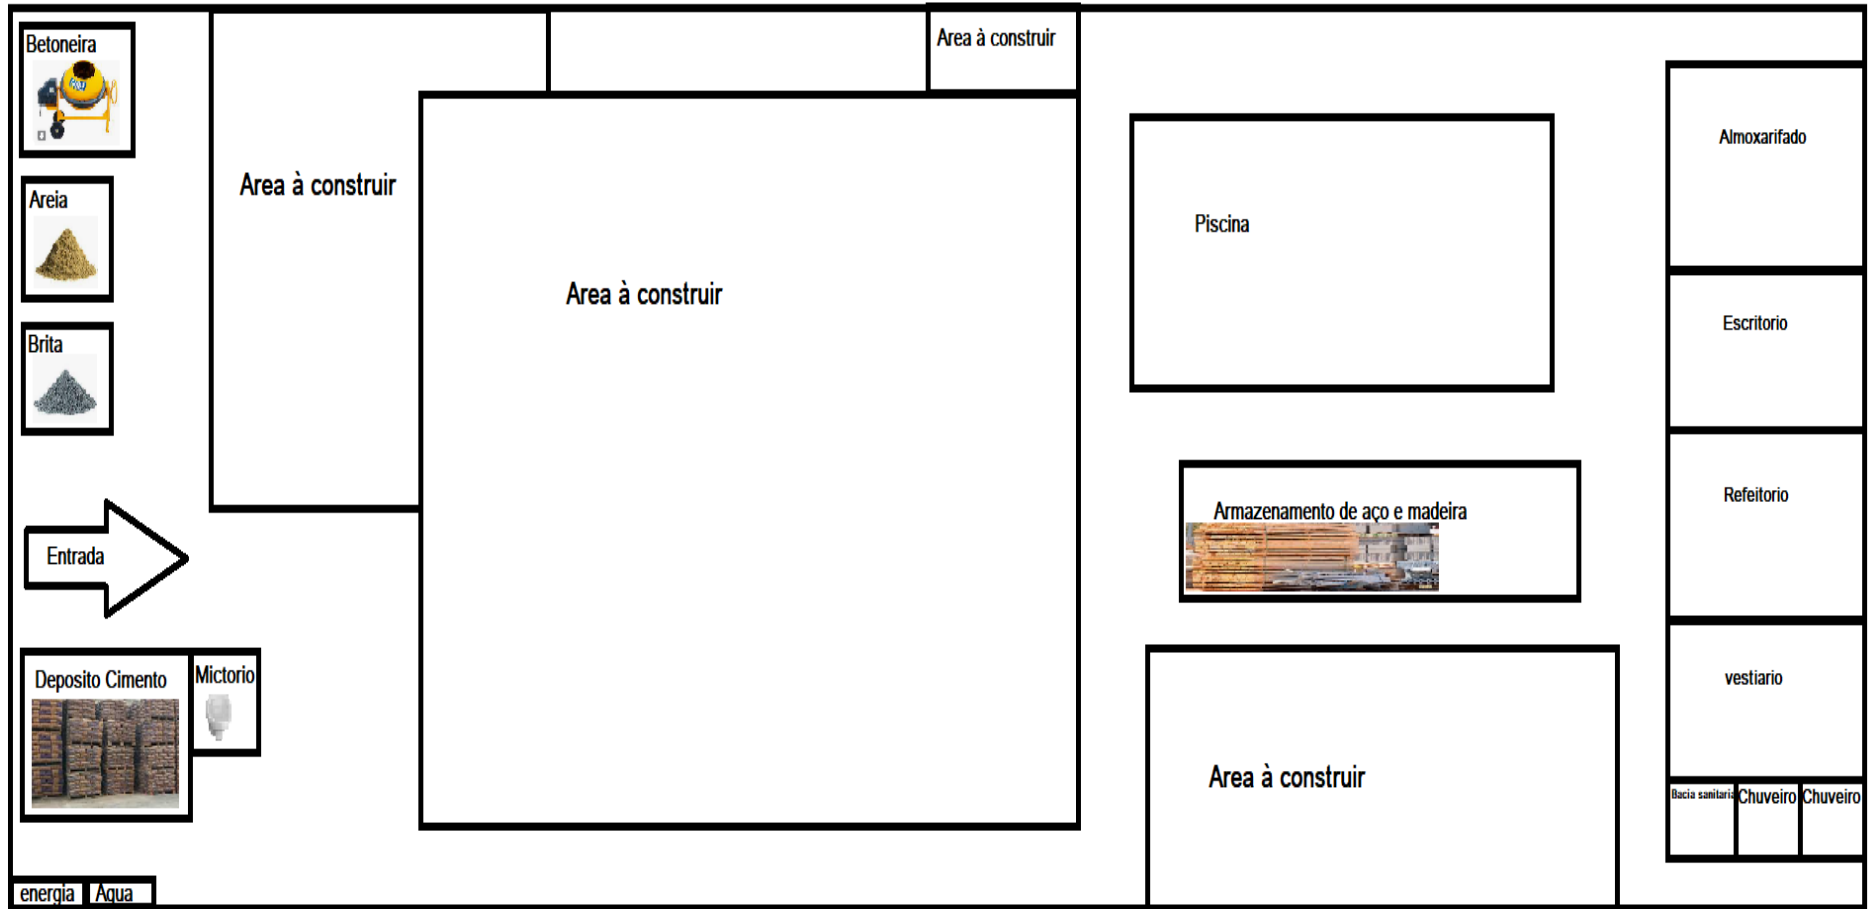 Betoneira
Area à construir
Almoxarifado
Areia
Area à construir
Piscina
Area à construir
Brita
Escritorio
Armazenamento de aço e madeira
Refeitorio
Entrada
Deposito Cimento
Mictorio
vestiario
Area à construir
Bacia sanitaria
Chuveiro
Chuveiro
energia
Agua